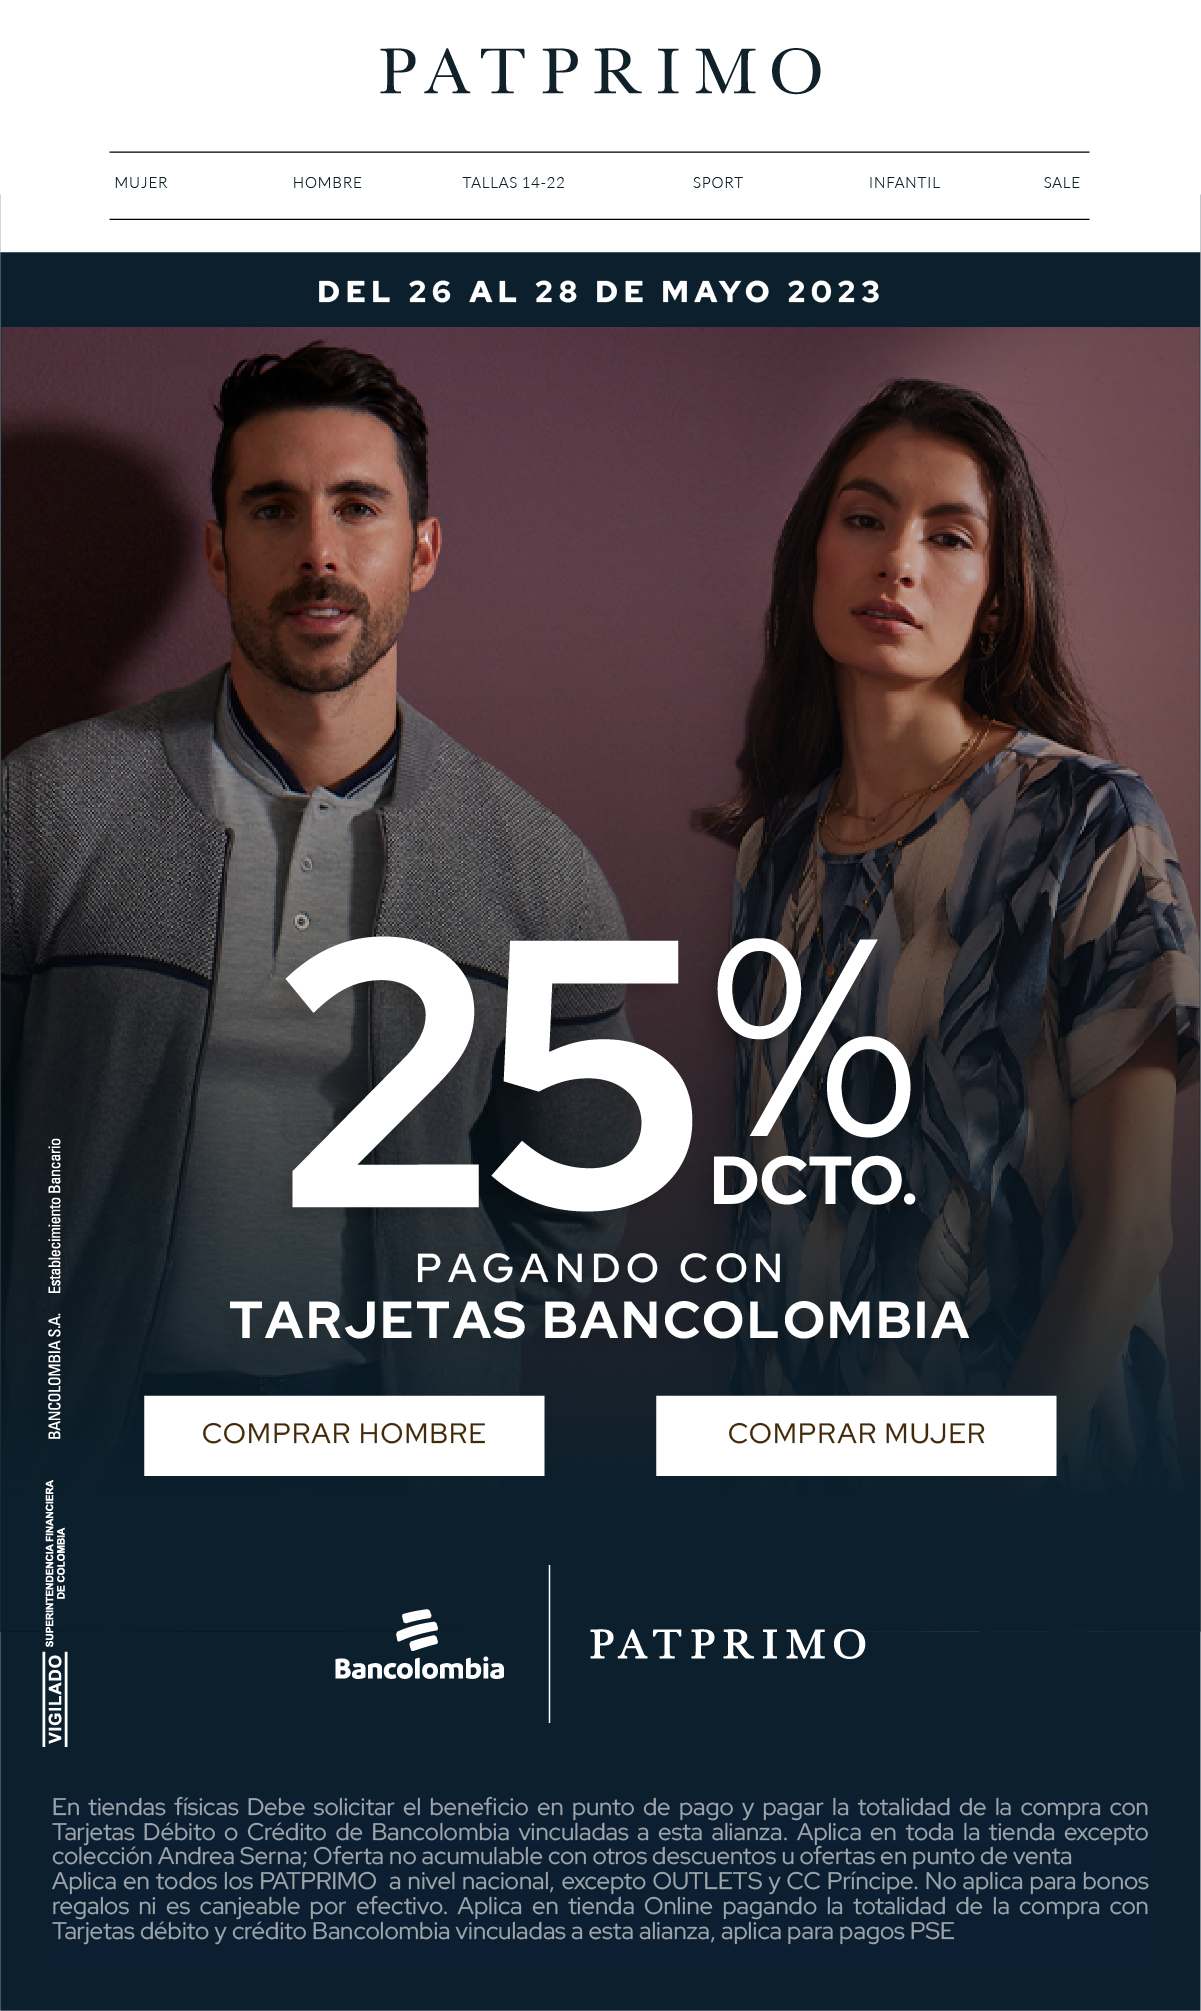 PATPRIMO
MUJER HOMBRE TALLAS 14-22 SPORT INFANTIL SALE
DEL 26 AL 28 DE MAYO 2023
25%
DCTO.
PAGANDO CON
TARJETAS BANCOLOMBIA
COMPRAR HOMBRE COMPRAR MUJER
BANCOLOMBIA S.A. Establecimiento Bancario
VIGILADO
SUPERINTENDENCIA FINANCIERA
DE COLOMBIA
Bancolombia
PATPRIMO
En tiendas físicas Debe solicitar el beneficio en punto de pago y pagar la totalidad de la compra con
Tarjetas Débito o Crédito de Bancolombia vinculadas a esta alianza. Aplica en toda la tienda excepto
colección Andrea Serna; Oferta no acumulable con otros descuentos u ofertas en punto de venta
Aplica en todos los PATPRIMO a nivel nacional, excepto OUTLETS y CC Príncipe. No aplica para bonos
regalos ni es canjeable por efectivo. Aplica en tienda Online pagando la totalidad de la compra con
Tarjetas débito y crédito Bancolombia vinculadas a esta alianza, aplica para pagos PSE